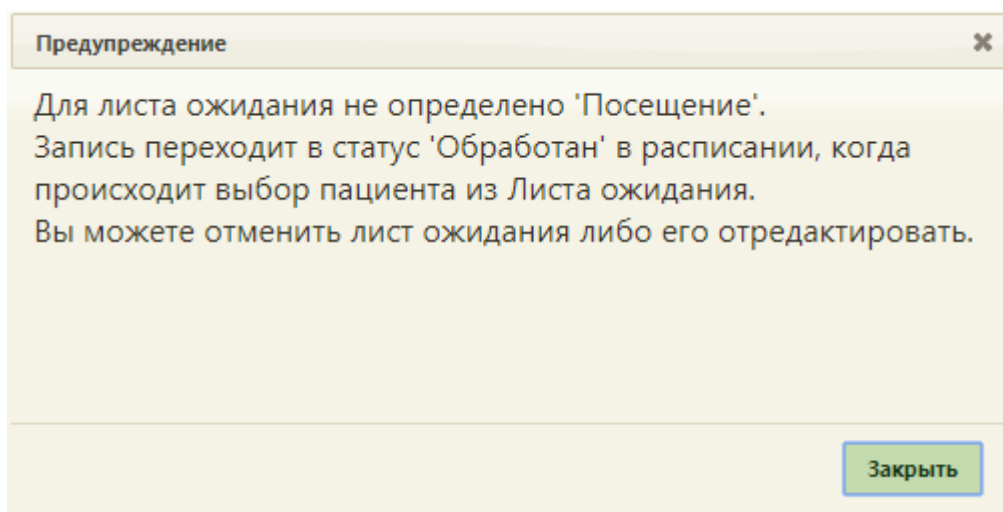 Предупреждение
Для листа ожидания не определено 'Посещение'.
Запись переходит в статус 'Обработан' в расписании, когда
происходит выбор пациента из Листа ожидания.
Вы можете отменить лист ожидания либо его отредактировать.
Закрыть